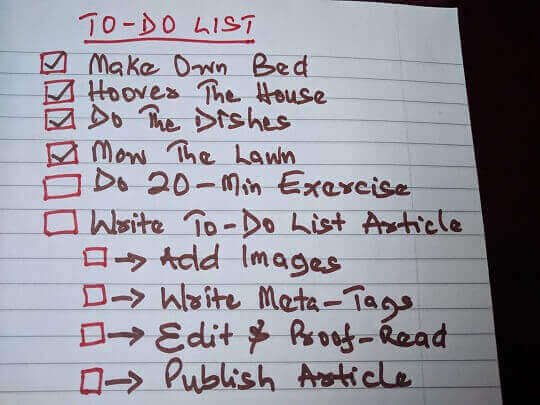 TO-DO LIST
Make Own Bed
Hoover The House
Do The Dishes
Mow The Lawn
Do 20-Min Exercise
Write To-Do List Article
→ Add Images
→ Write Meta-Tags
→ Edit & Proof-Read
→ Publish Article